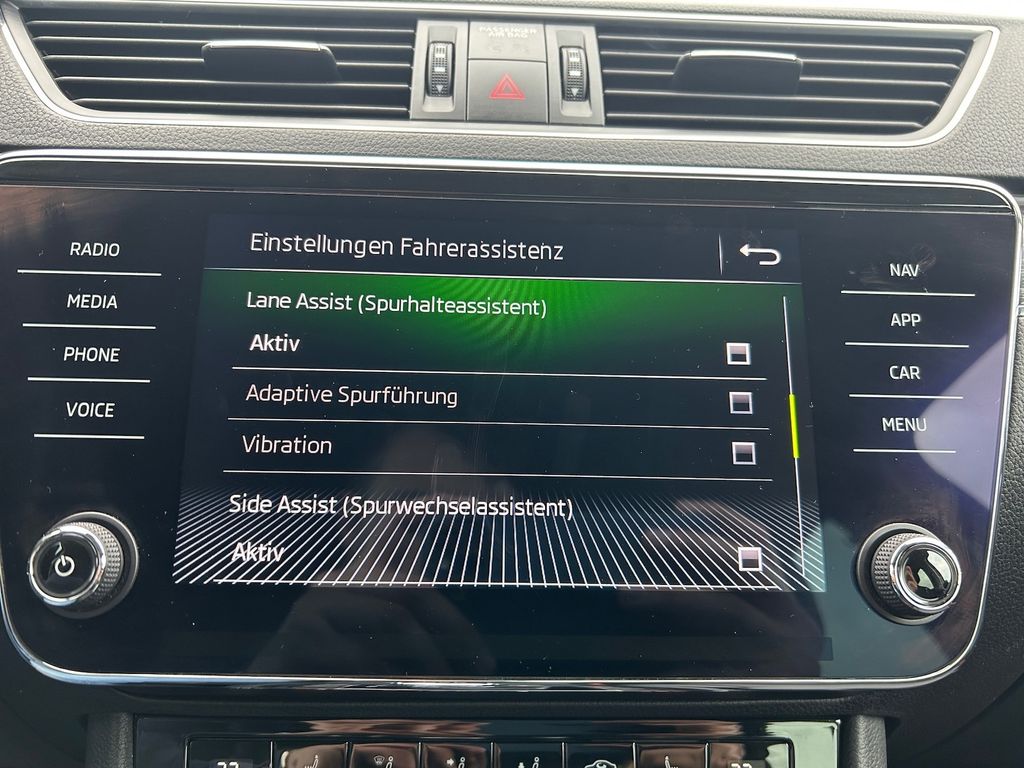 PASSENGER
AIR BAG
Einstellungen Fahrerassistenz
RADIO
MEDIA
PHONE
VOICE
Lane Assist (Spurhalteassistent)
Aktiv
Adaptive Spurführung
Vibration
Side Assist (Spurwechselassistent)
Aktiv
NAV
APP
CAR
MENU